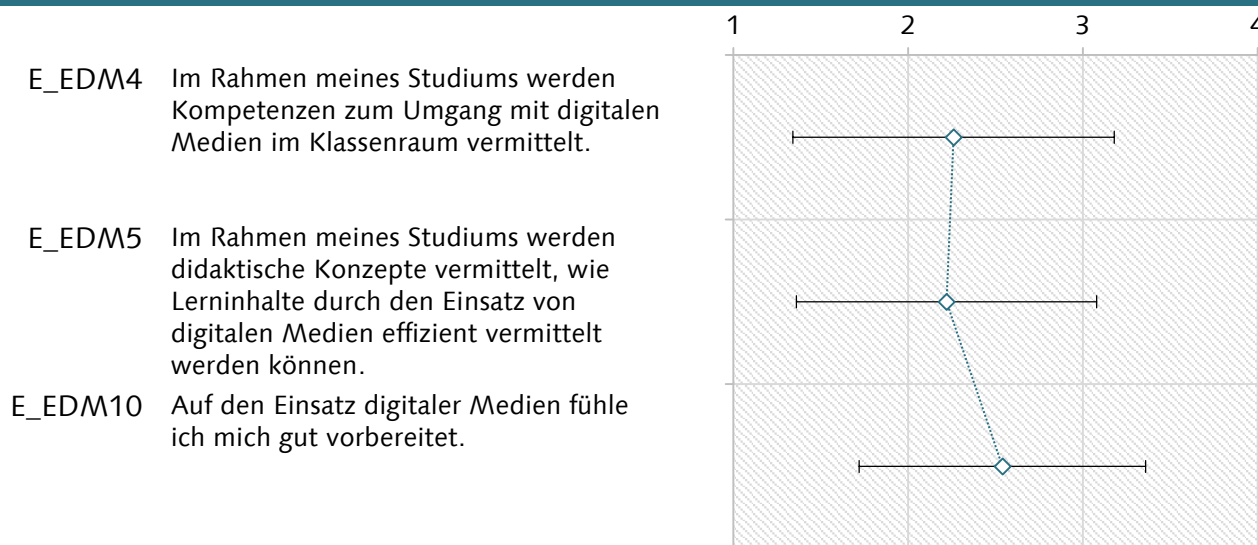 1 2 3 4
E_EDM4 Im Rahmen meines Studiums werden
Kompetenzen zum Umgang mit digitalen
Medien im Klassenraum vermittelt.
E_EDM5 Im Rahmen meines Studiums werden
didaktische Konzepte vermittelt, wie
Lerninhalte durch den Einsatz von
digitalen Medien effizient vermittelt
werden können.
E_EDM10 Auf den Einsatz digitaler Medien fühle
ich mich gut vorbereitet.